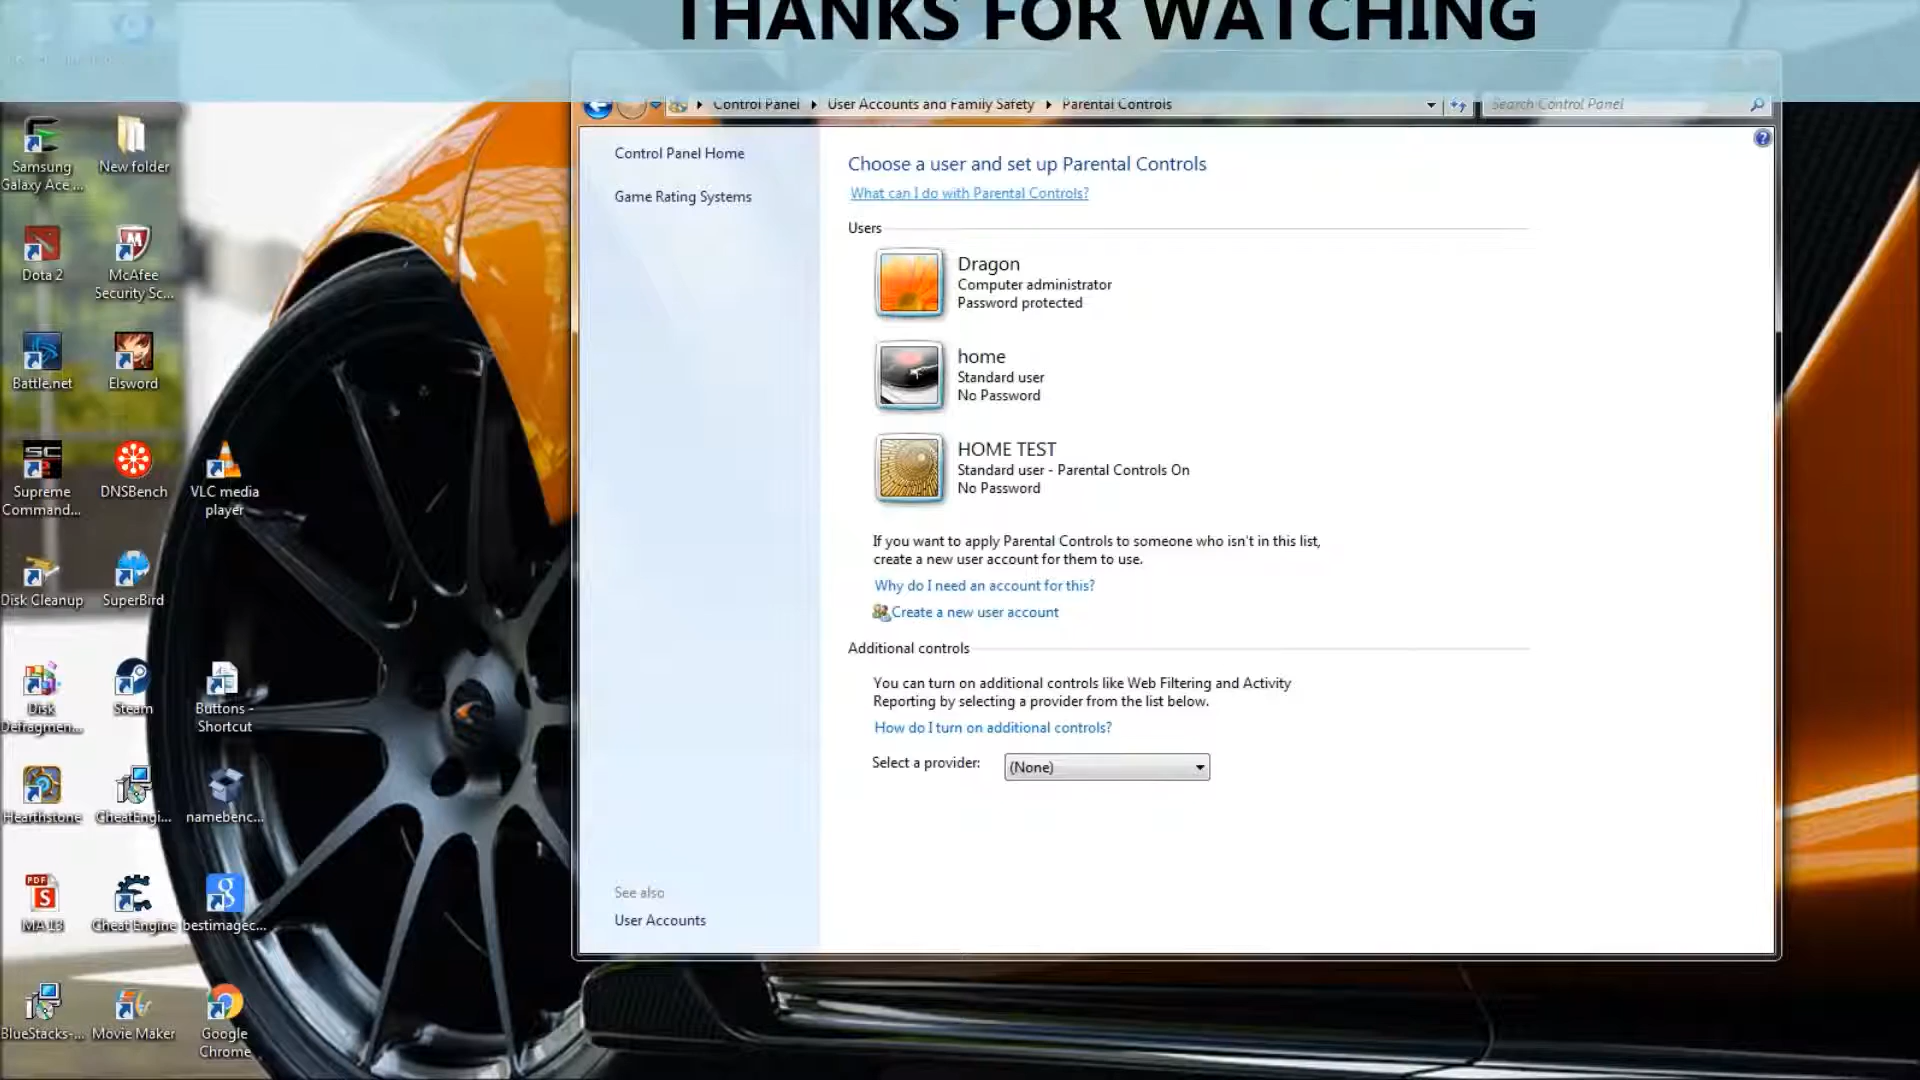 THANKS FOR WATCHING
Control Panel
User Accounts and Family Safety
Parental Controls
Search Control Panel
Control Panel Home
Game Rating Systems
Choose a user and set up Parental Controls
What can I do with Parental Controls?
Users
Dragon
Computer administrator
Password protected
home
Standard user
No Password
HOME TEST
Standard user - Parental Controls On
No Password
If you want to apply Parental Controls to someone who isn't in this list,
create a new user account for them to use.
Why do I need an account for this?
Create a new user account
Additional controls
You can turn on additional controls like Web Filtering and Activity
Reporting by selecting a provider from the list below.
How do I turn on additional controls?
Select a provider:
(None)
See also
User Accounts
Samsung
Galaxy Ace ...
New folder
Dota 2
McAfee
Security Sc...
Battle.net
Elsword
Supreme
Command...
DNSBench
VLC media
player
Disk Cleanup
SuperBird
Disk
Defragmen...
Steam
Buttons -
Shortcut
Hearthstone
CheatEngi...
namebenc...
MA13
Cheat Engine
bestimagec...
BlueStacks-...
Movie Maker
Google
Chrome